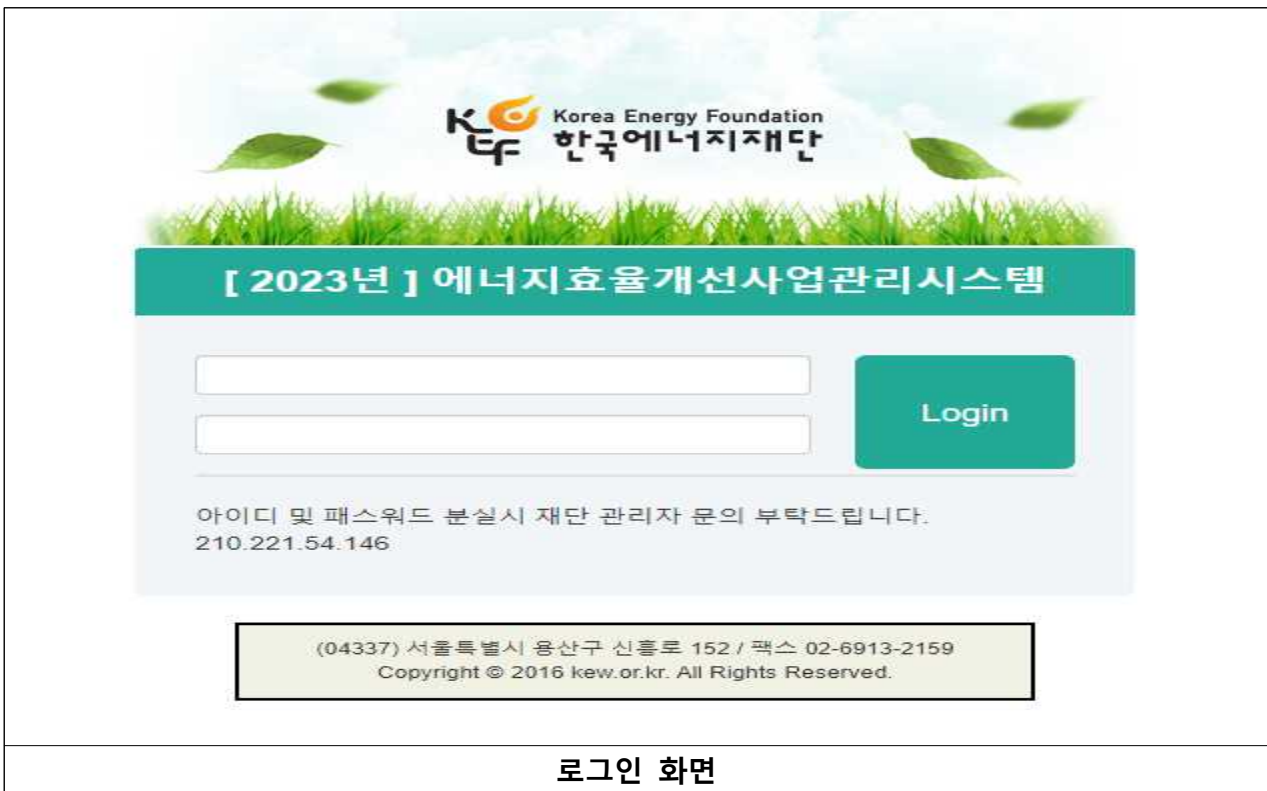 KEF
Korea Energy Foundation
한국에너지재단
[ 2023년 ] 에너지효율개선사업관리시스템
Login
아이디 및 패스워드 분실시 재단 관리자 문의 부탁드립니다.
210.221.54.146
(04337) 서울특별시 용산구 신흥로 152 / 팩스 02-6913-2159
Copyright © 2016 kew.or.kr. All Rights Reserved.
로그인 화면